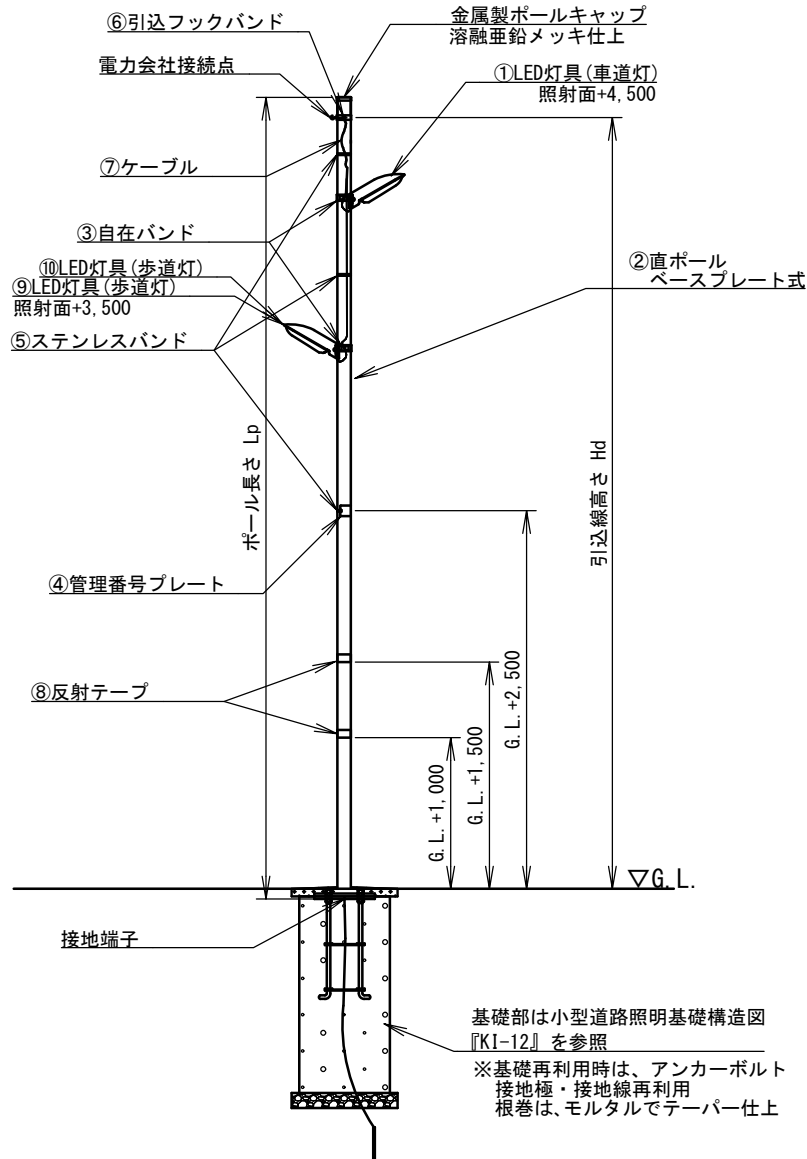 ⑥引込フックバンド
金属製ポールキャップ
溶融亜鉛メッキ仕上
電力会社接続点
①LED灯具(車道灯)
照射面+4,500
⑦ケーブル
③自在バンド
⑩LED灯具(歩道灯)
⑨LED灯具(歩道灯)
照射面+3,500
②直ポール
ベースプレート式
⑤ステンレスバンド
ポール長さ Lp
引込線高さ Hd
④管理番号プレート
⑧反射テープ
G.L.+2,500
G.L.+1,500
G.L.+1,000
▽G.L.
接地端子
基礎部は小型道路照明基礎構造図
『KI-12』を参照
※基礎再利用時は、アンカーボルト
接地極・接地線再利用
根巻は、モルタルでテーパー仕上